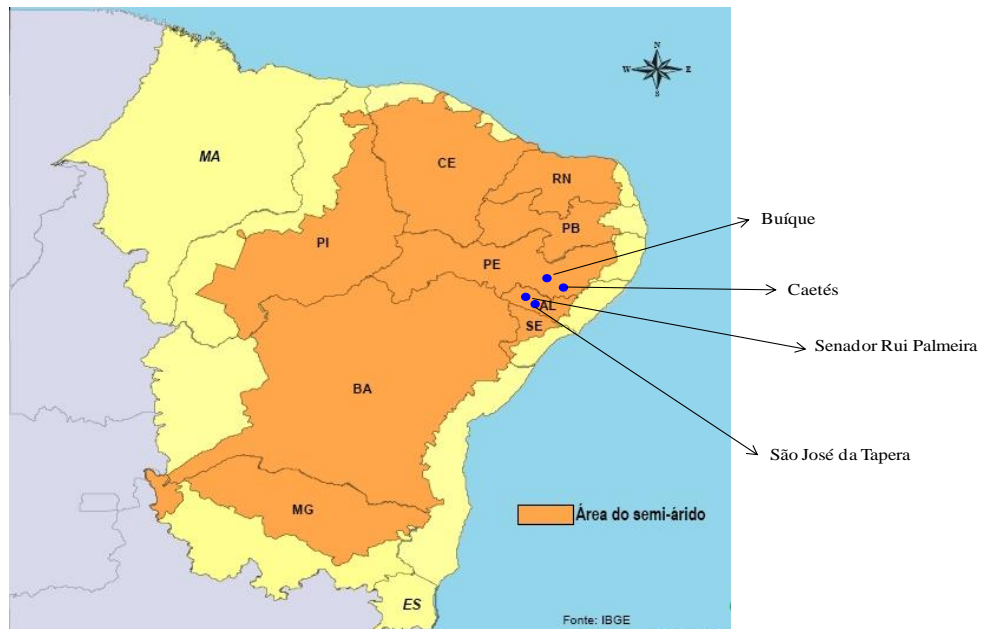 N
W E
S
MA
CE
RN
PB
PI
PE
AL
SE
BA
MG
ES
Buíque
Caetés
Senador Rui Palmeira
São José da Tapera
Área do semi-árido
Fonte: IBGE